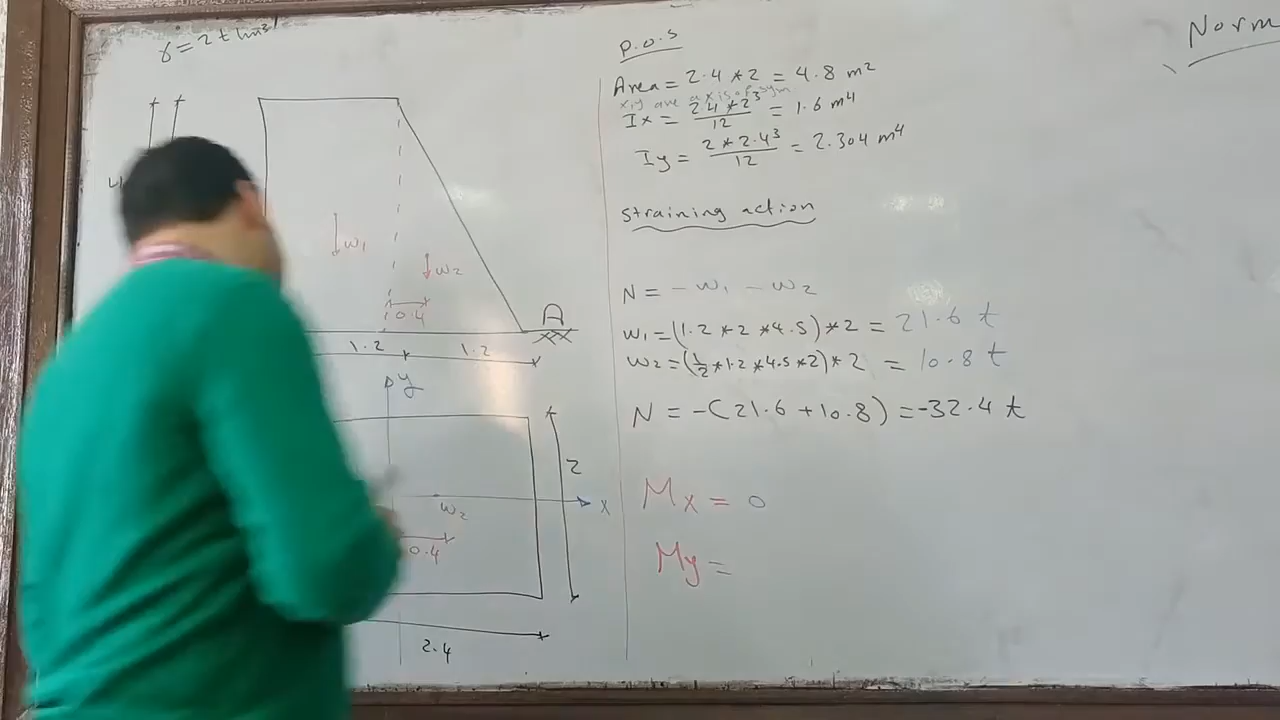 γ = 2 t/m³
w₁
w₂
0.4
A
1.2
1.2
y
2
x
w₂
0.4
2.4
P.O.S
Area = 2.4 * 2 = 4.8 m²
x,y are axis of sym
Ix = 2.4 * 2³ / 12 = 1.6 m⁴
Iy = 2 * 2.4³ / 12 = 2.304 m⁴
straining action
N = - w₁ - w₂
w₁ = (1.2 * 2 * 4.5) * 2 = 21.6 t
w₂ = (1/2 * 1.2 * 4.5 * 2) * 2 = 10.8 t
N = -(21.6 + 10.8) = -32.4 t
Mx = 0
My =
Norm